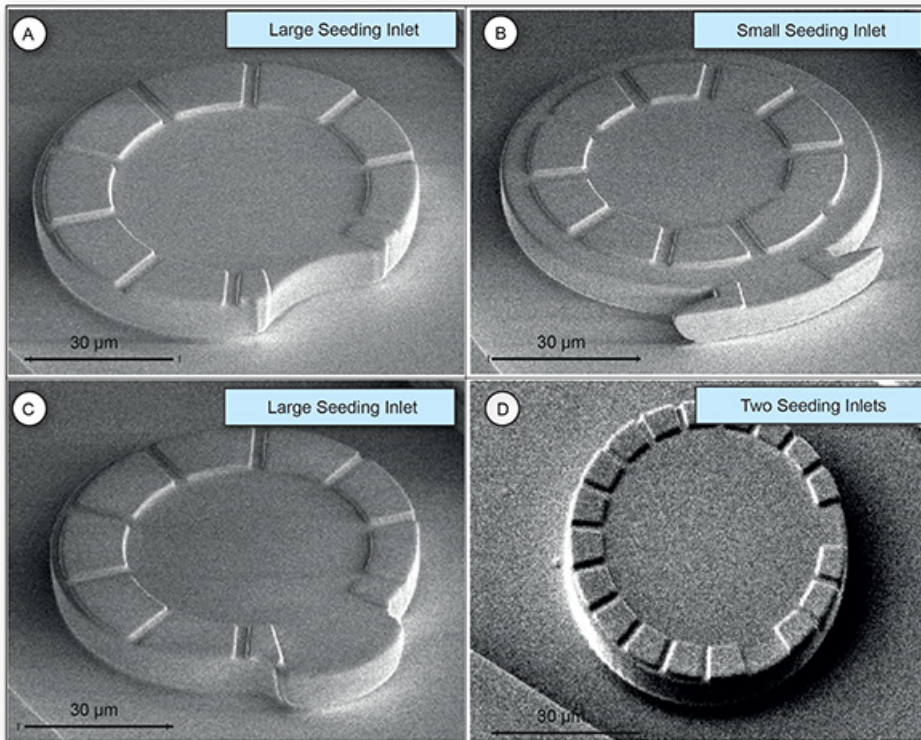 A
Large Seeding Inlet
30 µm
B
Small Seeding Inlet
30 µm
C
Large Seeding Inlet
30 µm
D
Two Seeding Inlets
30 µm